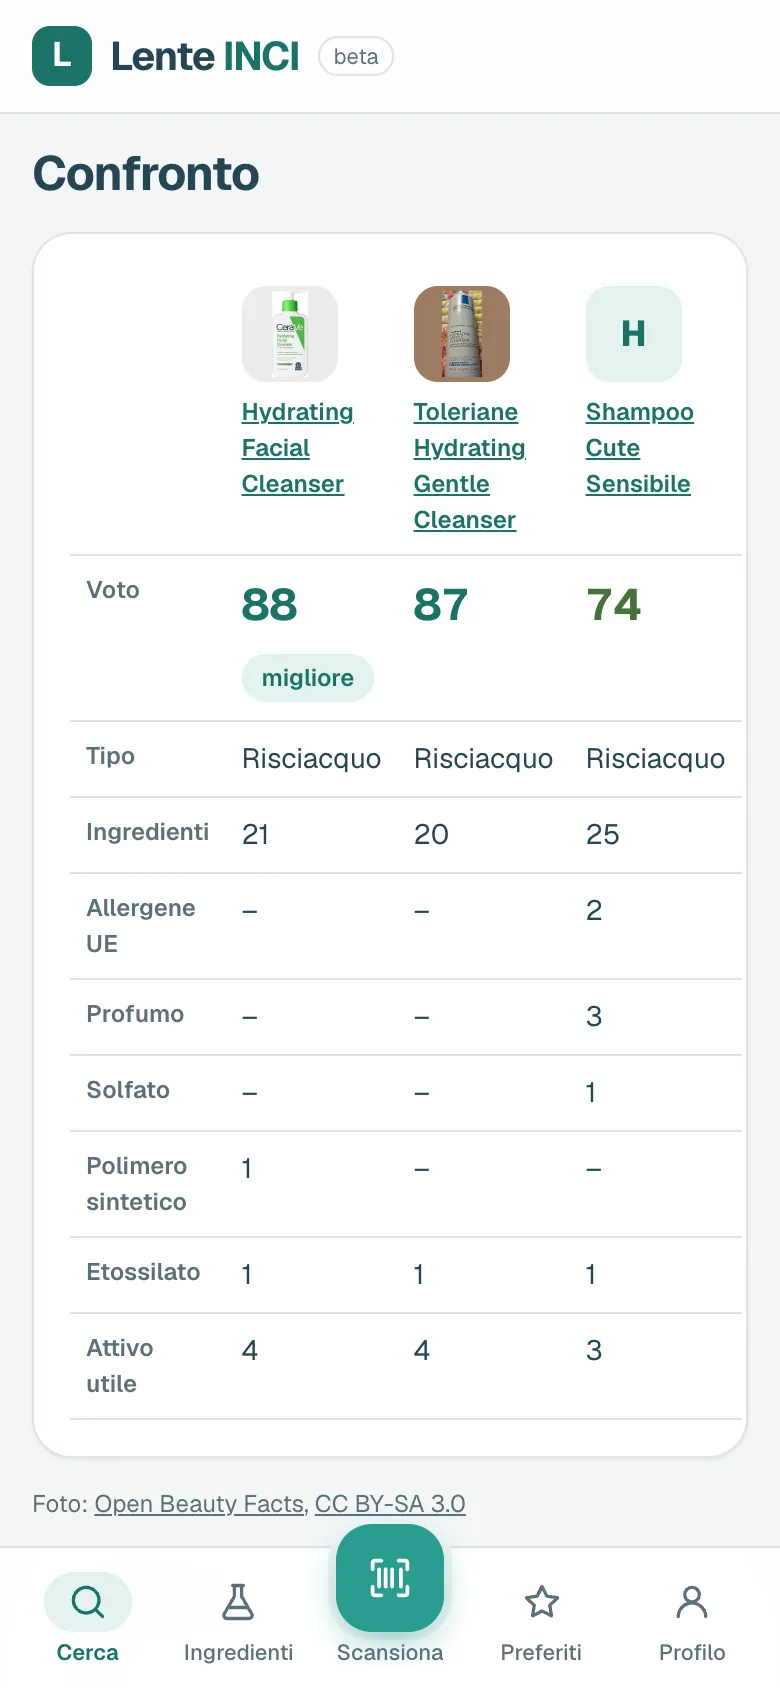 L Lente INCI beta
Confronto
CeraVe
H
Hydrating Facial Cleanser
Toleriane Hydrating Gentle Cleanser
Shampoo Cute Sensibile
Voto 88 87 74
migliore
Tipo Risciacquo Risciacquo Risciacquo
Ingredienti 21 20 25
Allergene UE – – 2
Profumo – – 3
Solfato – – 1
Polimero sintetico 1 – –
Etossilato 1 1 1
Attivo utile 4 4 3
Foto: Open Beauty Facts, CC BY-SA 3.0
Cerca Ingredienti Scansiona Preferiti Profilo